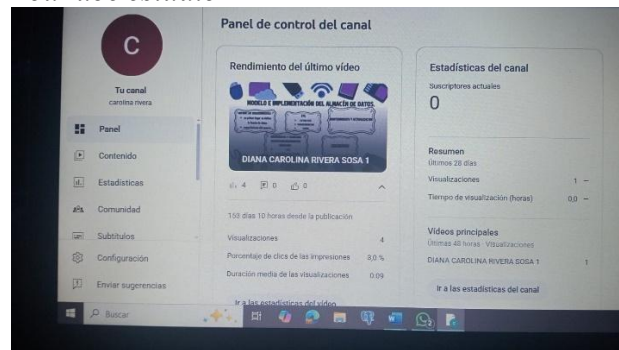 Panel de control del canal
C
Tu canal
carolina rivera
Panel
Contenido
Estadísticas
Comunidad
Subtítulos
Configuración
Enviar sugerencias
Rendimiento del último vídeo
MODELO E IMPLEMENTACIÓN DEL ALMACÉN DE DATOS
DIANA CAROLINA RIVERA SOSA 1
4 0 0
10 horas desde la publicación
Visualizaciones 4
Porcentaje de clics de las impresiones 8,0 %
Duración media de las visualizaciones 0:09
Ir a las estadísticas del vídeo
Estadísticas del canal
Suscriptores actuales
0
Resumen
Últimos 28 días
Visualizaciones 1 —
Tiempo de visualización (horas) 0,0 —
Vídeos principales
Últimas 48 horas · Visualizaciones
DIANA CAROLINA RIVERA SOSA 1 1
Ir a las estadísticas del canal
Buscar